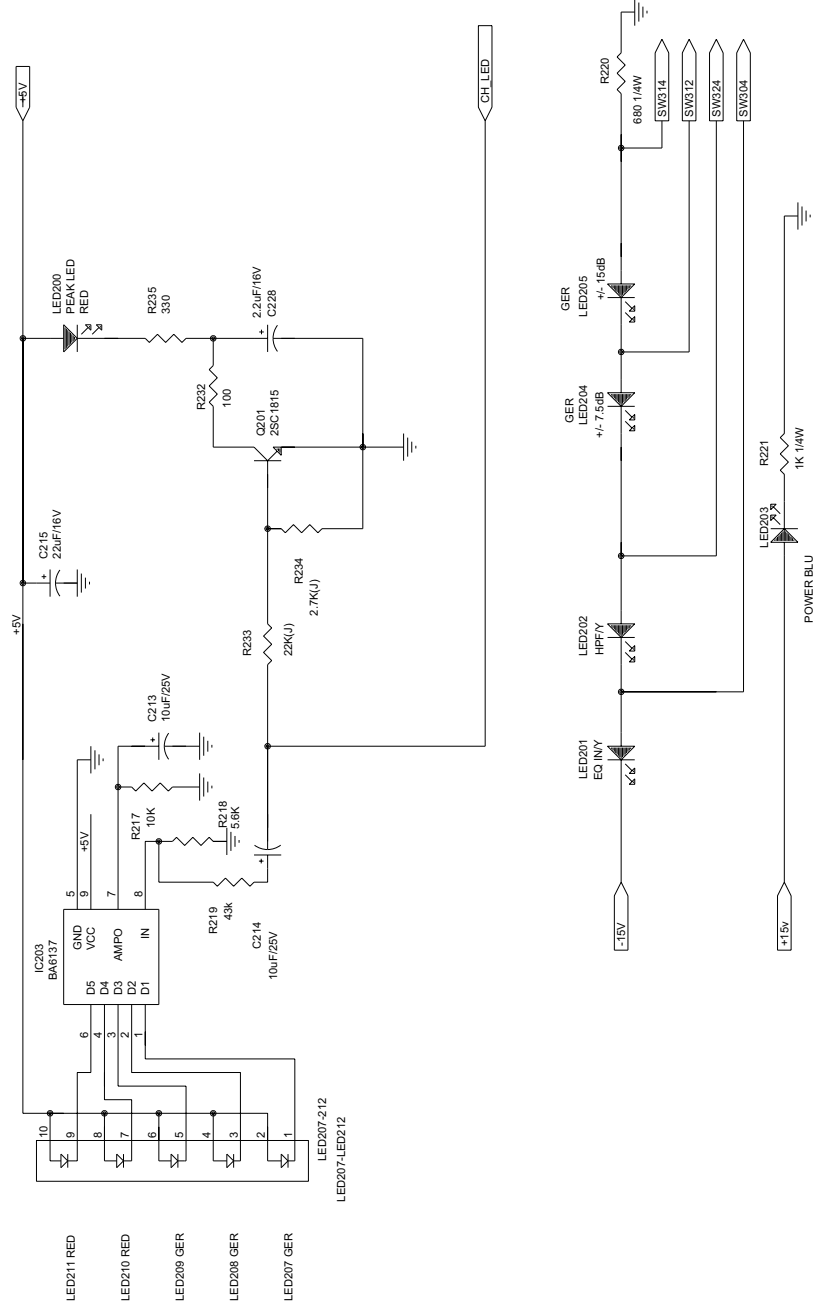 +5V
CH_LED
LED200
PEAK LED
RED
R235
330
2.2uF/16V
C228
+
R232
100
Q201
2SC1815
C215
22uF/16V
+
+5V
R234
2.7K(J)
R233
22K(J)
C213
10uF/25V
+
R217
10K
R218
5.6K
+5V
R219
43k
C214
10uF/25V
+
IC203
BA6137
5
9
7
8
GND
VCC
AMPO
IN
D5
D4
D3
D2
D1
6
4
3
2
1
10
9
8
7
6
5
4
3
2
1
LED207-212
LED207-LED212
LED211 RED
LED210 RED
LED209 GER
LED208 GER
LED207 GER
R220
680 1/4W
SW314
SW312
SW324
SW304
GER
LED205
+/- 15dB
GER
LED204
+/- 7.5dB
LED202
HPF/Y
LED201
EQ IN/Y
-15V
R221
1K 1/4W
LED203
POWER BLU
+15v